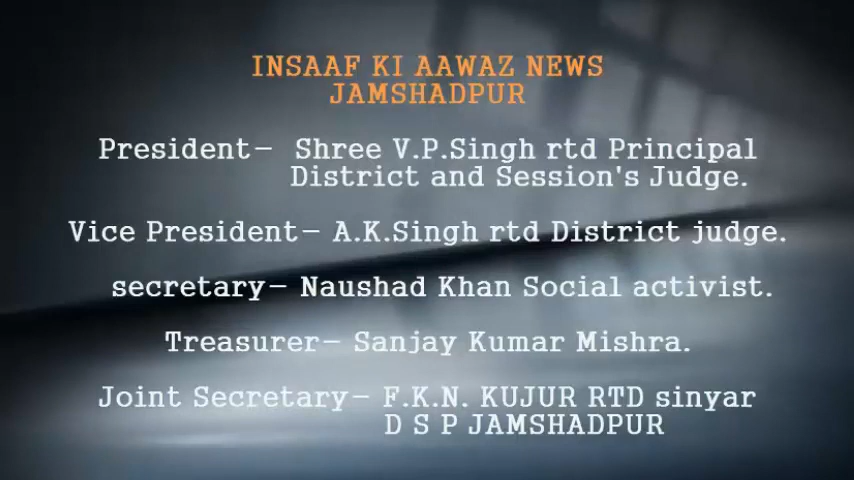 INSAAF KI AAWAZ NEWS
JAMSHADPUR
President- Shree V.P.Singh rtd Principal
District and Session's Judge.
Vice President- A.K.Singh rtd District judge.
secretary- Naushad Khan Social activist.
Treasurer- Sanjay Kumar Mishra.
Joint Secretary- F.K.N. KUJUR RTD sinyar
D S P JAMSHADPUR